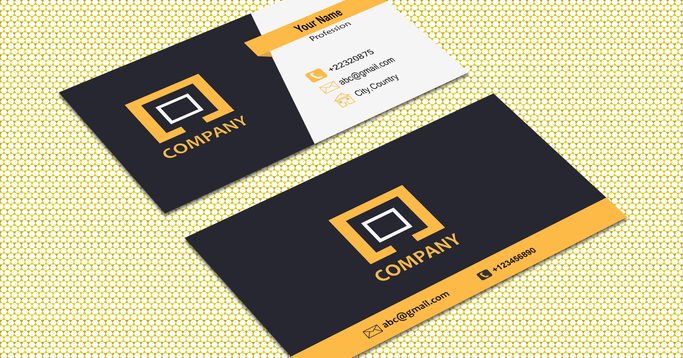 Your Name
Profession
+22320875
abc@gmail.com
City,Country
COMPANY
COMPANY
abc@gmail.com
+123456890